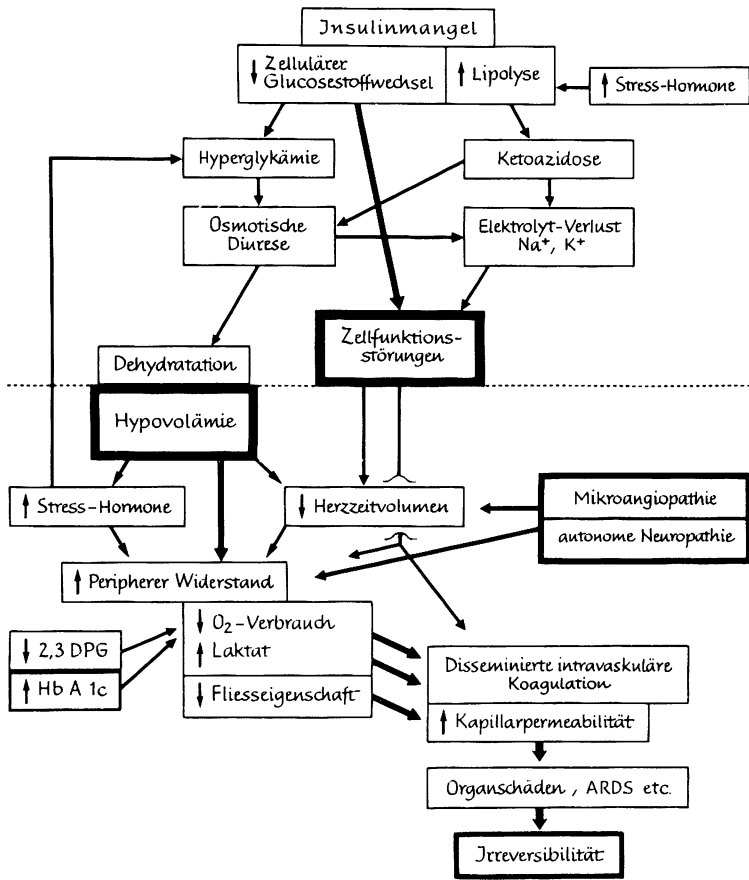 Insulinmangel
↓ Zellulärer
Glucosestoffwechsel
↑ Lipolyse
↑ Stress-Hormone
Hyperglykämie
Ketoazidose
Osmotische
Diurese
Elektrolyt-Verlust
Na⁺, K⁺
Zellfunktions-
störungen
Dehydratation
Hypovolämie
↑ Stress-Hormone
↓ Herzzeitvolumen
Mikroangiopathie
autonome Neuropathie
↑ Peripherer Widerstand
↓ O₂-Verbrauch
↑ Laktat
↓ Fliesseigenschaft
↓ 2,3 DPG
↑ Hb A 1c
Disseminierte intravaskuläre
Koagulation
↑ Kapillarpermeabilität
Organschäden, ARDS etc.
Irreversibilität